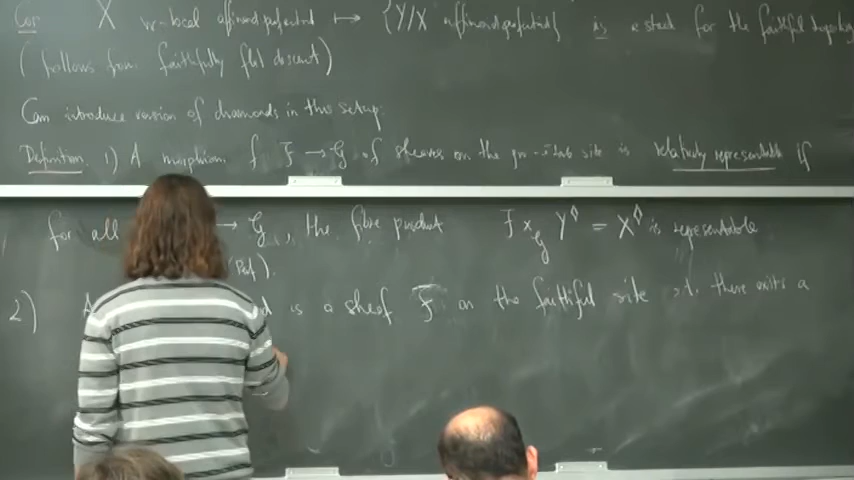 Cor X w-local affinoid perfectoid ↦ {Y/X affinoid perfectoid} is a stack for the faithful topology
(follows from faithfully flat descent)
Can introduce version of diamonds in this setup:
Definition. 1) A morphism f: F → G of sheaves on the pro-étale site is relatively representable if
for all → G, the fibre product F ×_G Y^◊ = X^◊ is representable
(Perf).
2) is a sheaf F on the faithful site s.t. there exists a